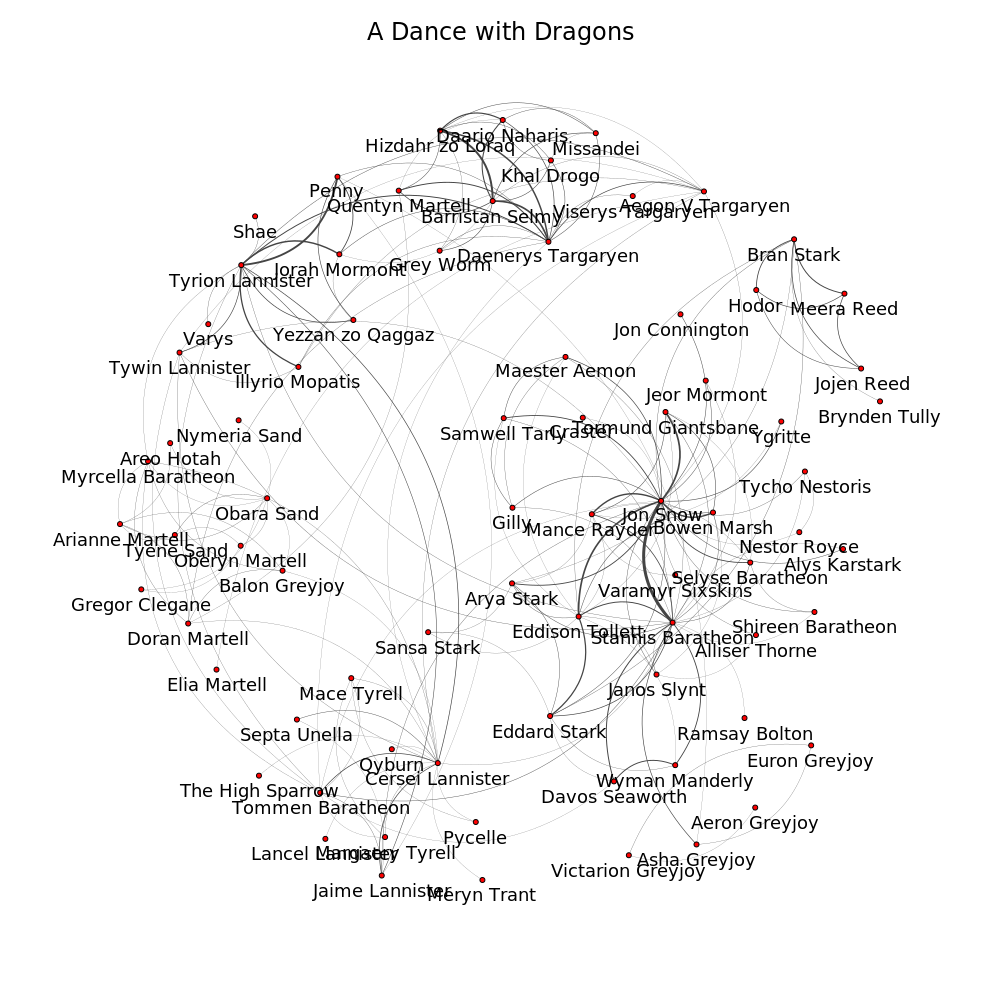 A Dance with Dragons
Daario Naharis
Hizdahr zo Loraq
Missandei
Khal Drogo
Penny
Quentyn Martell
Aegon V Targaryen
Viserys Targaryen
Barristan Selmy
Shae
Bran Stark
Daenerys Targaryen
Grey Worm
Jorah Mormont
Tyrion Lannister
Hodor
Meera Reed
Jon Connington
Yezzan zo Qaggaz
Varys
Tywin Lannister
Maester Aemon
Illyrio Mopatis
Jojen Reed
Jeor Mormont
Brynden Tully
Tormund Giantsbane
Craster
Samwell Tarly
Nymeria Sand
Ygritte
Areo Hotah
Myrcella Baratheon
Tycho Nestoris
Obara Sand
Jon Snow
Gilly
Bowen Marsh
Mance Rayder
Arianne Martell
Nestor Royce
Tyene Sand
Oberyn Martell
Alys Karstark
Selyse Baratheon
Balon Greyjoy
Varamyr Sixskins
Arya Stark
Gregor Clegane
Shireen Baratheon
Eddison Tollett
Stannis Baratheon
Doran Martell
Sansa Stark
Alliser Thorne
Elia Martell
Janos Slynt
Mace Tyrell
Eddard Stark
Ramsay Bolton
Septa Unella
Euron Greyjoy
Qyburn
Cersei Lannister
Wyman Manderly
The High Sparrow
Davos Seaworth
Tommen Baratheon
Aeron Greyjoy
Pycelle
Lancel Lannister
Margaery Tyrell
Asha Greyjoy
Victarion Greyjoy
Jaime Lannister
Meryn Trant